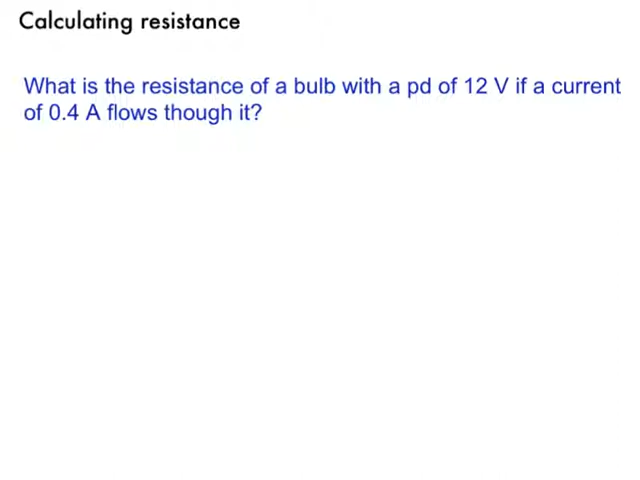 Calculating resistance
What is the resistance of a bulb with a pd of 12 V if a current
of 0.4 A flows though it?